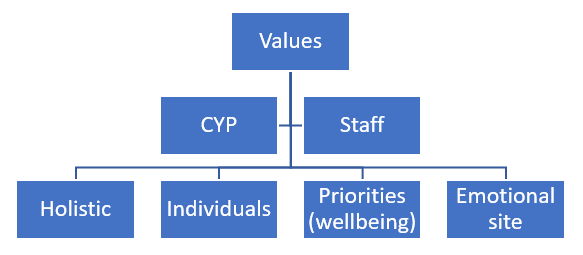 Values
CYP
Staff
Holistic
Individuals
Priorities
(wellbeing)
Emotional
site